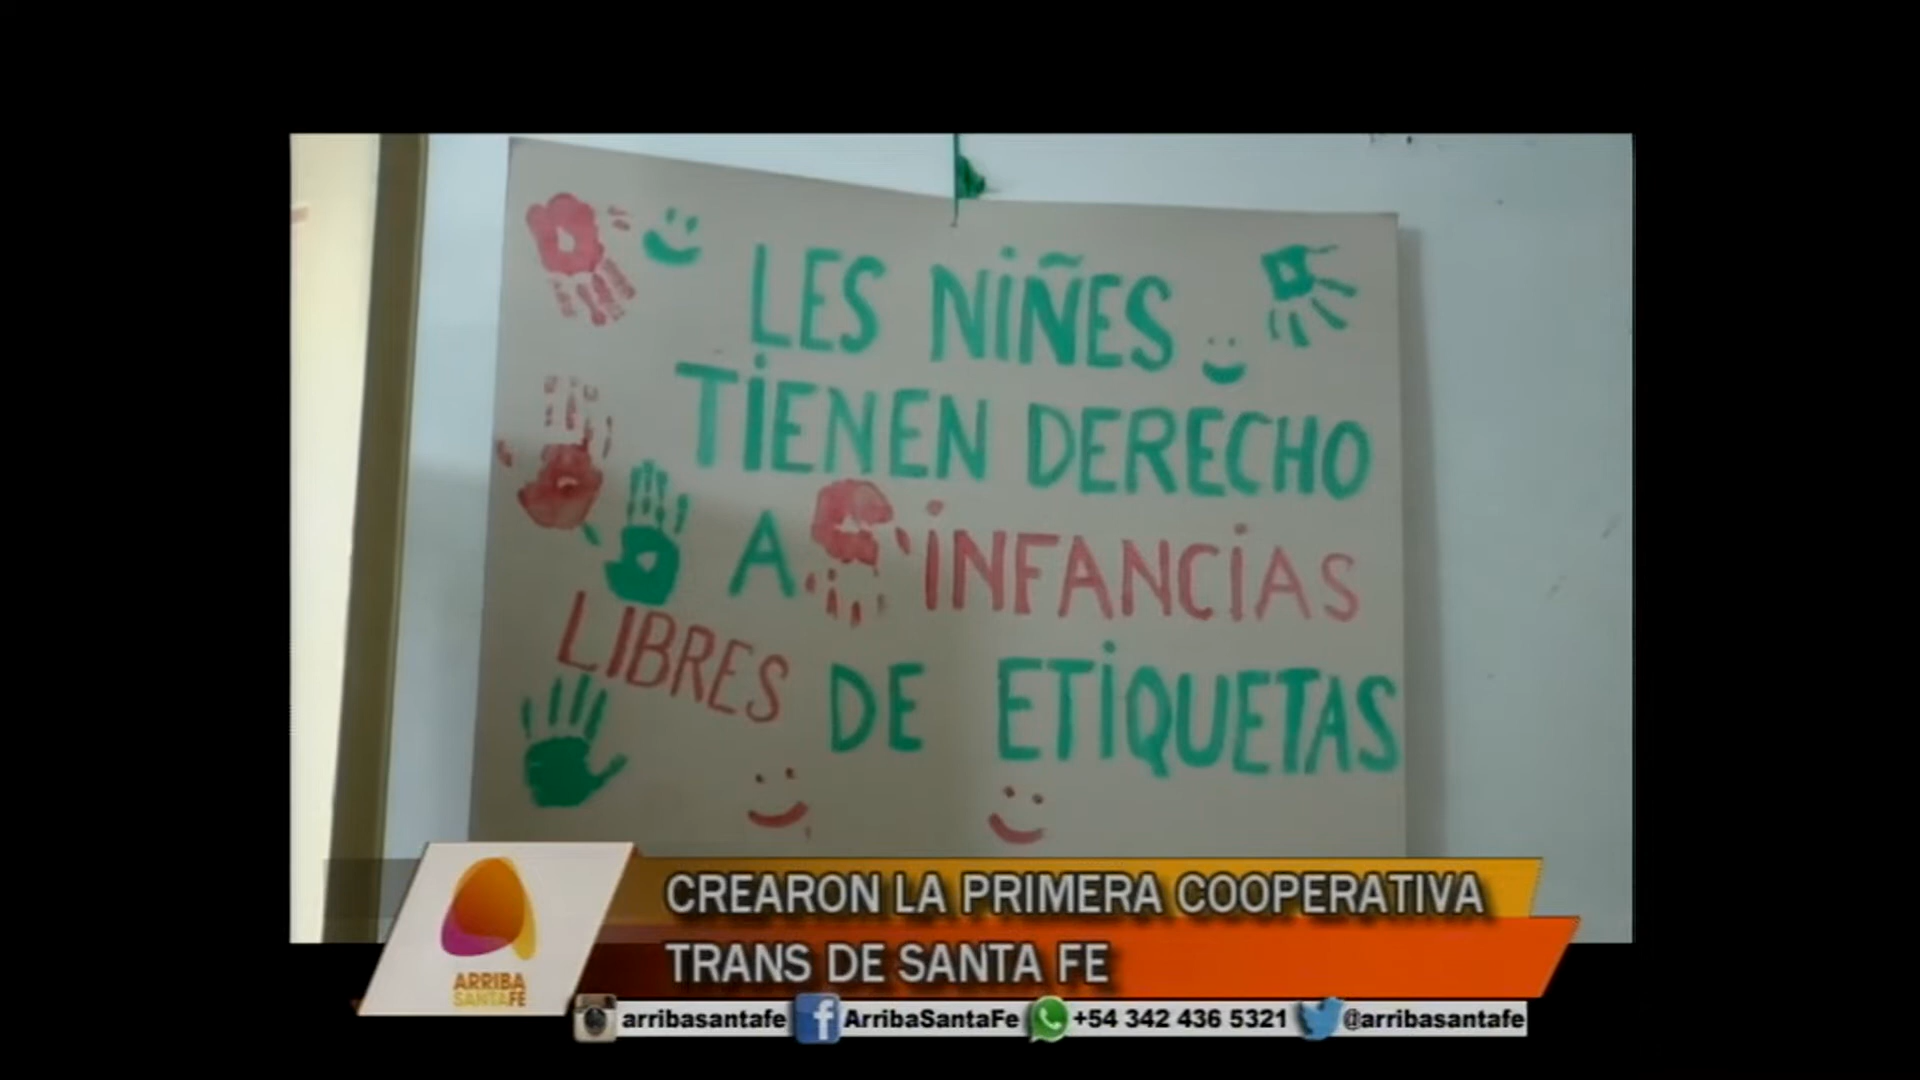 LES NIÑES
TIENEN DERECHO
A INFANCIAS
LIBRES DE ETIQUETAS
CREARON LA PRIMERA COOPERATIVA
TRANS DE SANTA FE
ARRIBA
SANTAFE
arribasantafe ArribaSantaFe +54 342 436 5321 @arribasantafe